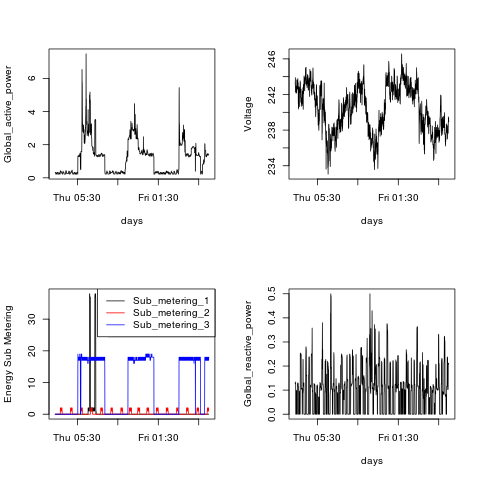 Global_active_power
0 2 4 6
Thu 05:30 Fri 01:30
days
Voltage
234 238 242 246
Thu 05:30 Fri 01:30
days
Energy Sub Metering
0 10 20 30
Sub_metering_1
Sub_metering_2
Sub_metering_3
Thu 05:30 Fri 01:30
Golbal_reactive_power
0.0 0.1 0.2 0.3 0.4 0.5
Thu 05:30 Fri 01:30
days